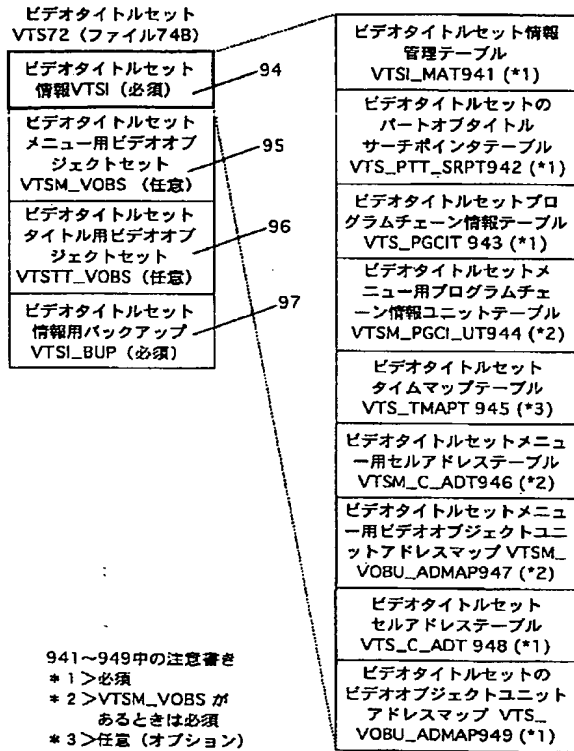 ビデオタイトルセット
VTS72（ファイル74B）
ビデオタイトルセット
情報VTSI（必須）
94
ビデオタイトルセット
メニュー用ビデオオブ
ジェクトセット
VTSM_VOBS（任意）
95
ビデオタイトルセット
タイトル用ビデオオブ
ジェクトセット
VTSTT_VOBS（任意）
96
ビデオタイトルセット
情報用バックアップ
VTSI_BUP（必須）
97
ビデオタイトルセット情報
管理テーブル
VTSI_MAT941 (*1)
ビデオタイトルセットの
パートオブタイトル
サーチポインタテーブル
VTS_PTT_SRPT942 (*1)
ビデオタイトルセットプロ
グラムチェーン情報テーブル
VTS_PGCIT 943 (*1)
ビデオタイトルセットメ
ニュー用プログラムチェ
ーン情報ユニットテーブル
VTSM_PGCI_UT944 (*2)
ビデオタイトルセット
タイムマップテーブル
VTS_TMAPT 945 (*3)
ビデオタイトルセットメニュ
ー用セルアドレステーブル
VTSM_C_ADT946 (*2)
ビデオタイトルセットメニュ
ー用ビデオオブジェクトユニ
ットアドレスマップ VTSM_
VOBU_ADMAP947 (*2)
ビデオタイトルセット
セルアドレステーブル
VTS_C_ADT 948 (*1)
ビデオタイトルセットの
ビデオオブジェクトユニット
アドレスマップ VTS_
VOBU_ADMAP949 (*1)
941～949中の注意書き
＊1＞必須
＊2＞VTSM_VOBS が
あるときは必須
＊3＞任意（オプション）